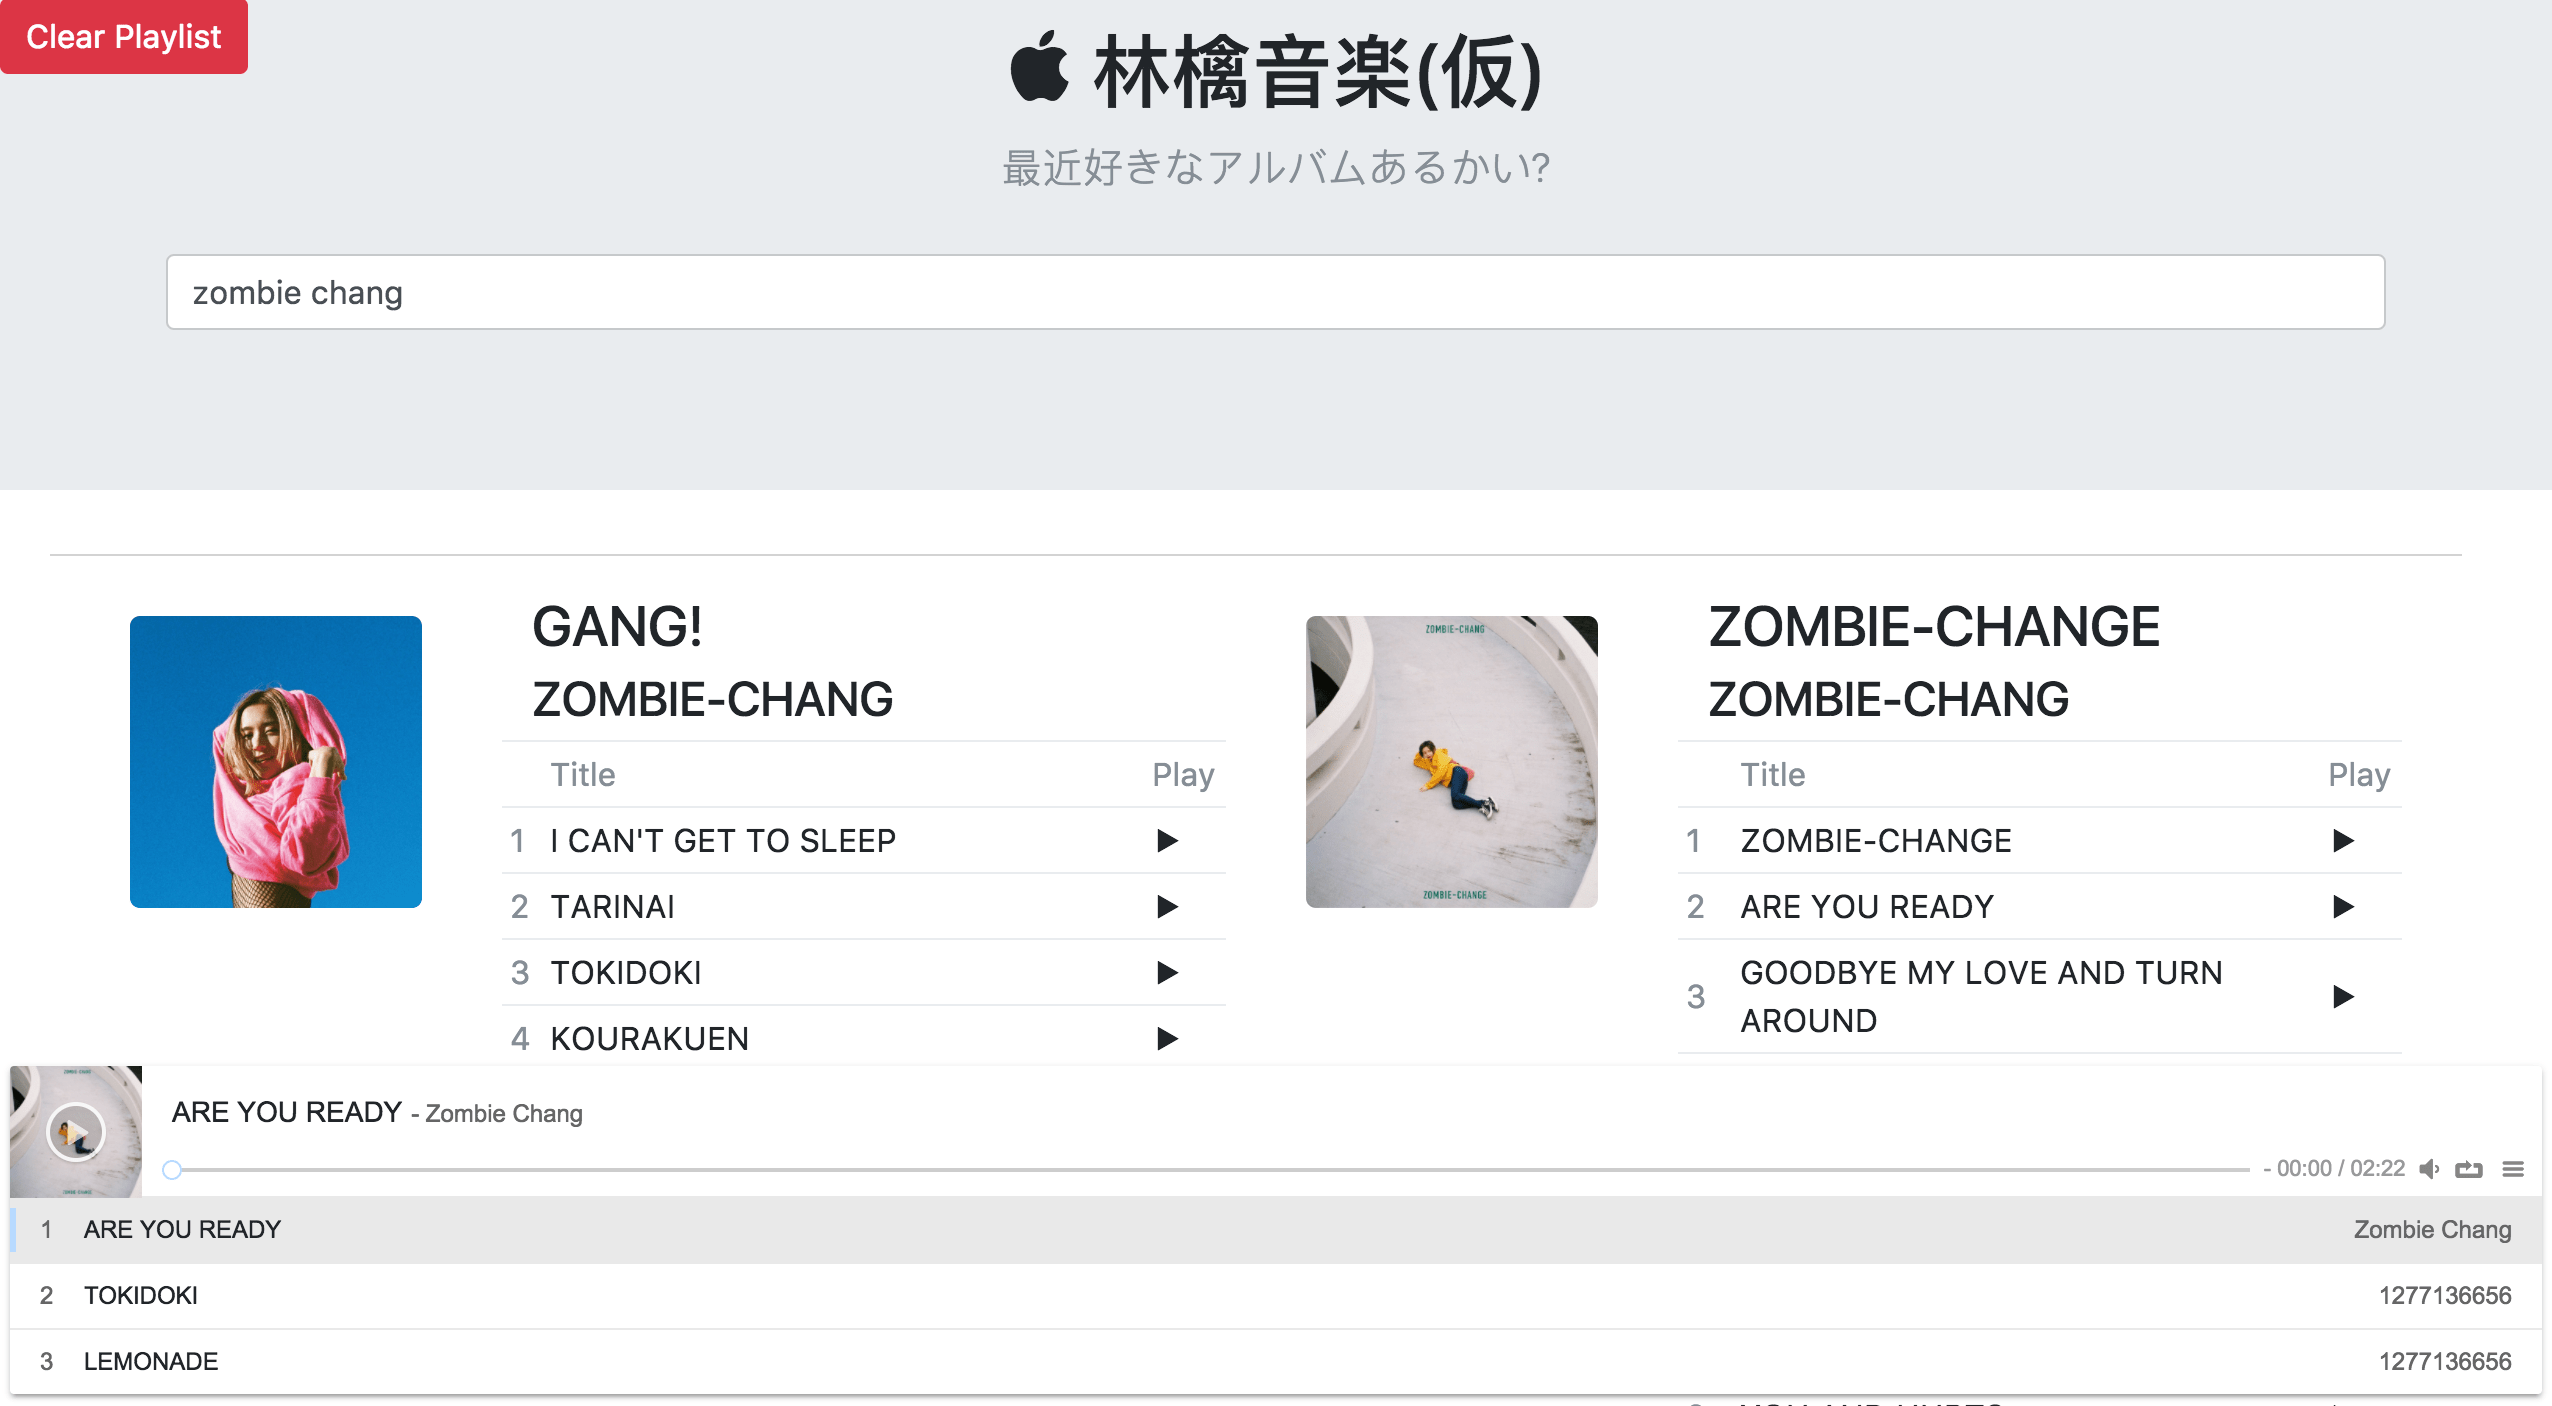 Clear Playlist
林檎音楽(仮)
最近好きなアルバムあるかい?
zombie chang
GANG!
ZOMBIE-CHANG
Title Play
1 I CAN'T GET TO SLEEP
2 TARINAI
3 TOKIDOKI
4 KOURAKUEN
ZOMBIE-CHANG
ZOMBIE-CHANGE
ZOMBIE-CHANGE
ZOMBIE-CHANG
Title Play
1 ZOMBIE-CHANGE
2 ARE YOU READY
3 GOODBYE MY LOVE AND TURN
AROUND
ARE YOU READY - Zombie Chang
- 00:00 / 02:22
1 ARE YOU READY Zombie Chang
2 TOKIDOKI 1277136656
3 LEMONADE 1277136656